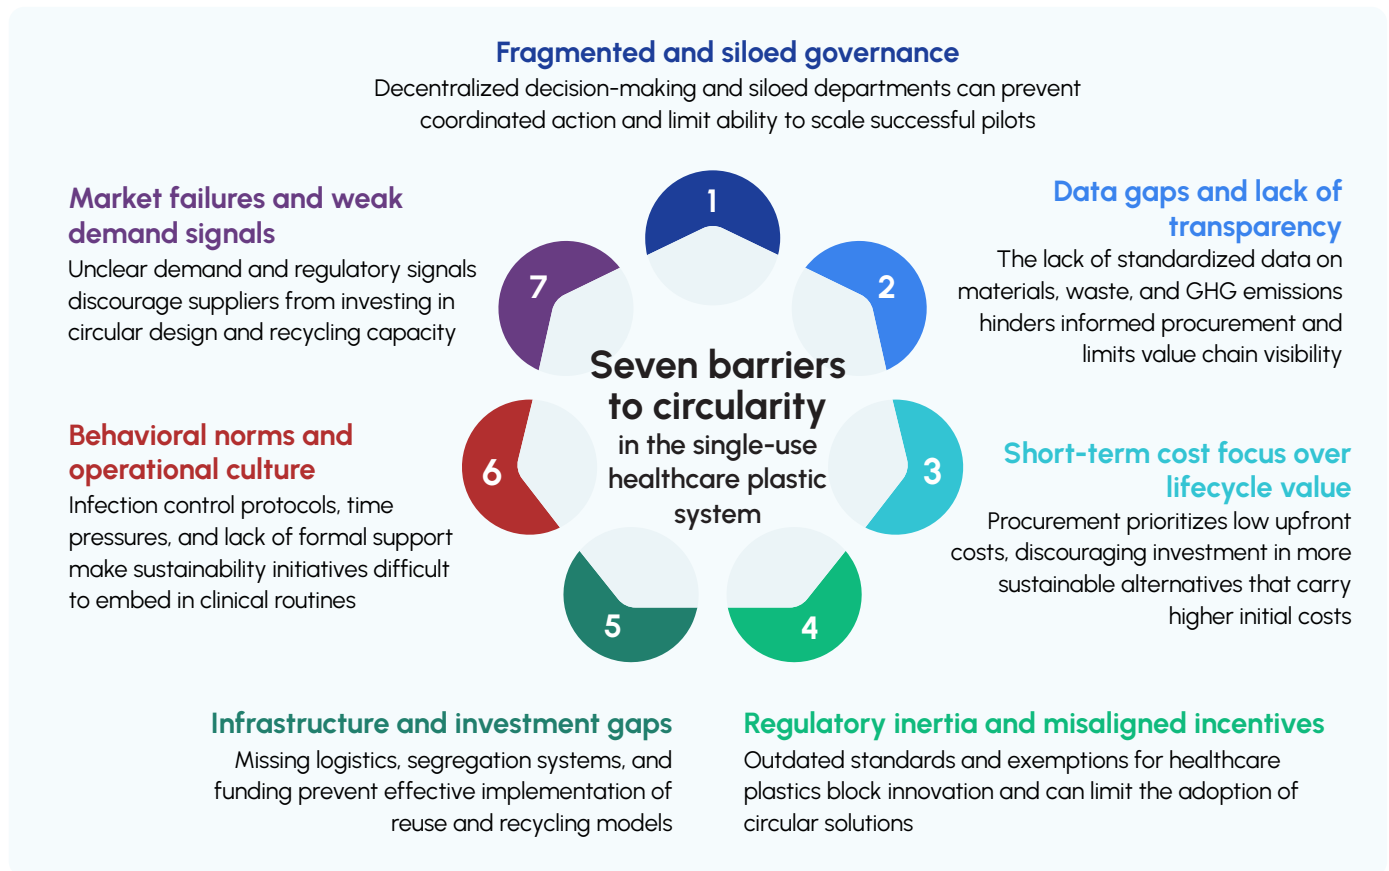 Fragmented and siloed governance
Decentralized decision-making and siloed departments can prevent
coordinated action and limit ability to scale successful pilots
1
Data gaps and lack of
transparency
The lack of standardized data on
materials, waste, and GHG emissions
hinders informed procurement and
limits value chain visibility
2
Short-term cost focus over
lifecycle value
Procurement prioritizes low upfront
costs, discouraging investment in more
sustainable alternatives that carry
higher initial costs
3
Regulatory inertia and misaligned incentives
Outdated standards and exemptions for healthcare
plastics block innovation and can limit the adoption of
circular solutions
4
Infrastructure and investment gaps
Missing logistics, segregation systems, and
funding prevent effective implementation of
reuse and recycling models
5
Behavioral norms and
operational culture
Infection control protocols, time
pressures, and lack of formal support
make sustainability initiatives difficult
to embed in clinical routines
6
Market failures and weak
demand signals
Unclear demand and regulatory signals
discourage suppliers from investing in
circular design and recycling capacity
7
Seven barriers
to circularity
in the single-use
healthcare plastic
system